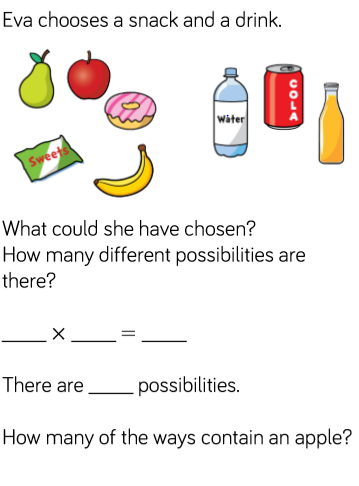 Eva chooses a snack and a drink.
Water
COLA
Sweets
What could she have chosen?
How many different possibilities are
there?
____ × ____ = ____
There are ____ possibilities.
How many of the ways contain an apple?